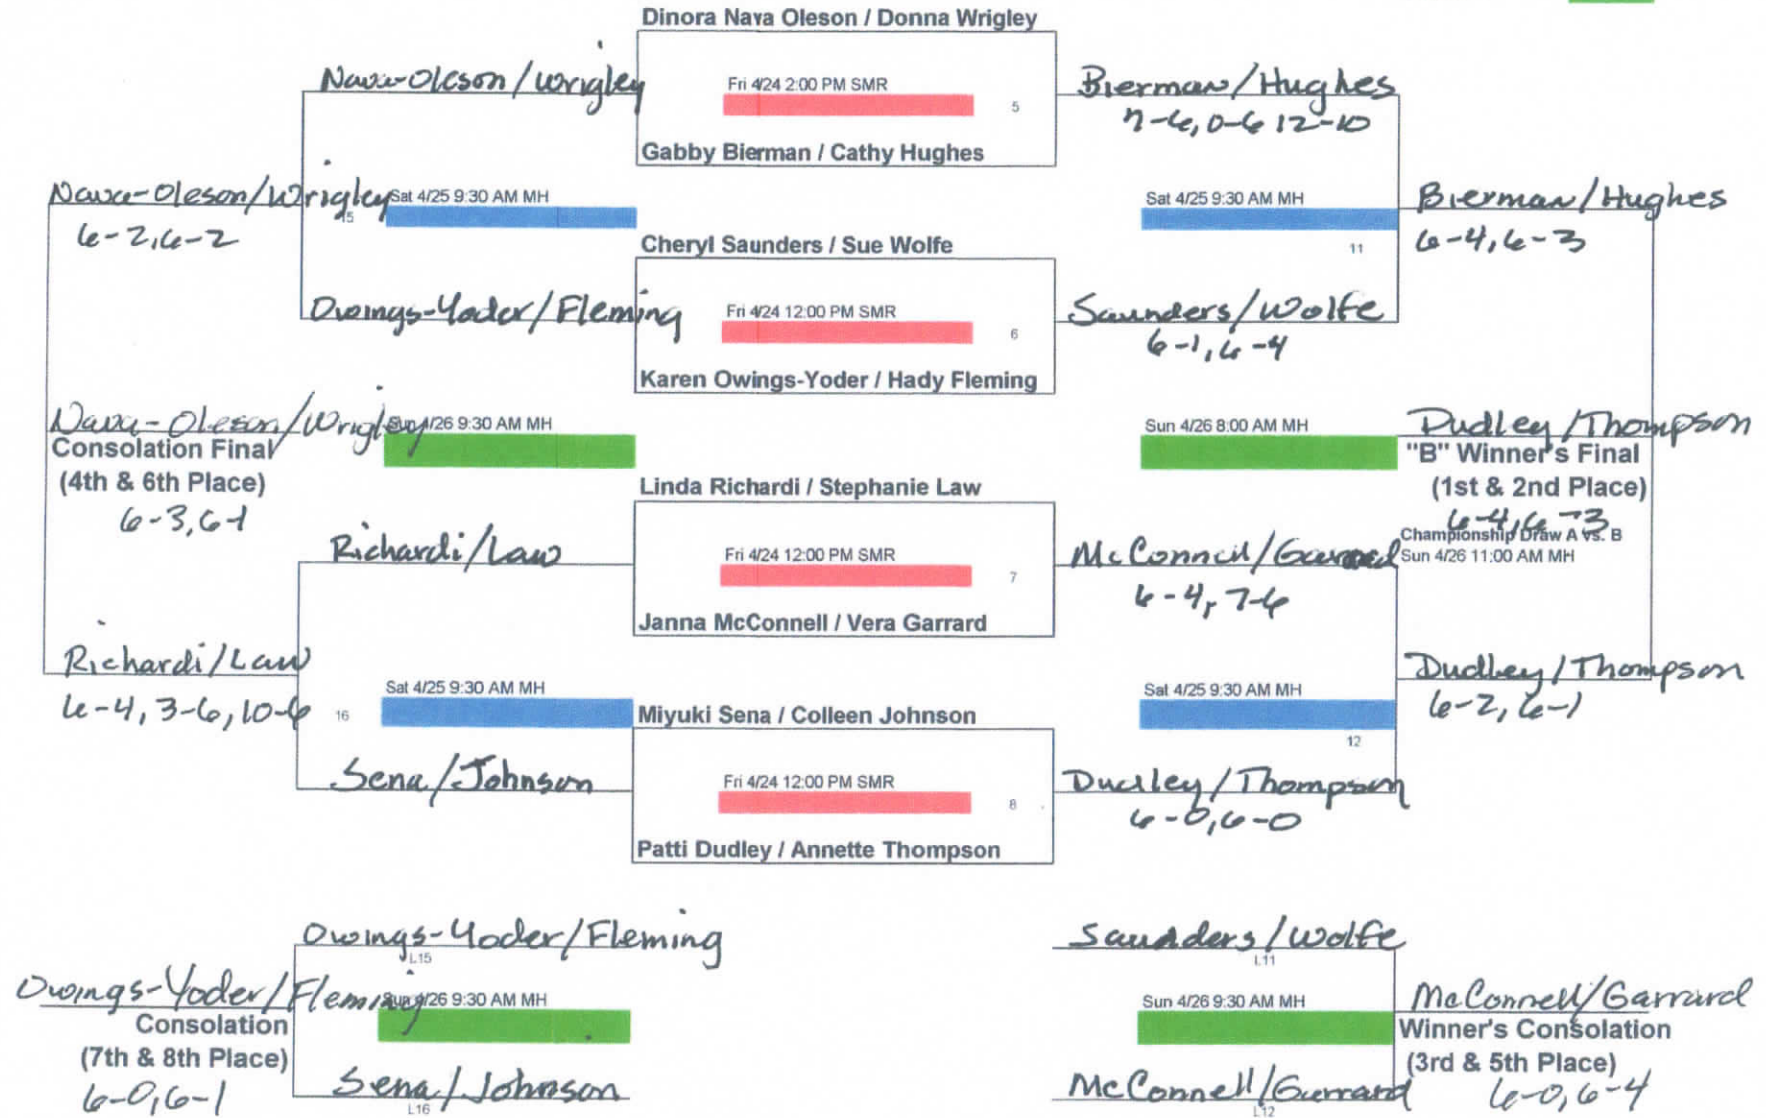 Dinora Nava Oleson / Donna Wrigley
Nava-Oleson/Wrigley
Fri 4/24 2:00 PM SMR
5
Bierman/Hughes
7-6, 0-6 12-10
Gabby Bierman / Cathy Hughes
Nava-Oleson/Wrigley
6-2, 6-2
15
Sat 4/25 9:30 AM MH
Sat 4/25 9:30 AM MH
11
Bierman/Hughes
6-4, 6-3
Cheryl Saunders / Sue Wolfe
Owings-Yoder/Fleming
Fri 4/24 12:00 PM SMR
6
Saunders/Wolfe
6-1, 6-4
Karen Owings-Yoder / Hady Fleming
Nava-Oleson/Wrigley
Sun 4/26 9:30 AM MH
Consolation Final
(4th & 6th Place)
6-3, 6-1
Sun 4/26 8:00 AM MH
Dudley/Thompson
"B" Winner's Final
(1st & 2nd Place)
6-4, 6-3
Championship Draw A vs. B
Sun 4/26 11:00 AM MH
Linda Richardi / Stephanie Law
Richardi/Law
Fri 4/24 12:00 PM SMR
7
McConnell/Garrard
6-4, 7-6
Janna McConnell / Vera Garrard
Richardi/Law
6-4, 3-6, 10-6
16
Sat 4/25 9:30 AM MH
Sat 4/25 9:30 AM MH
12
Dudley/Thompson
6-2, 6-1
Miyuki Sena / Colleen Johnson
Sena/Johnson
Fri 4/24 12:00 PM SMR
8
Dudley/Thompson
6-0, 6-0
Patti Dudley / Annette Thompson
Owings-Yoder/Fleming
L15
Owings-Yoder/Fleming
Sun 4/26 9:30 AM MH
Consolation
(7th & 8th Place)
6-0, 6-1
Sena/Johnson
L16
Saunders/Wolfe
L11
Sun 4/26 9:30 AM MH
McConnell/Garrard
Winner's Consolation
(3rd & 5th Place)
6-0, 6-4
McConnell/Garrard
L12